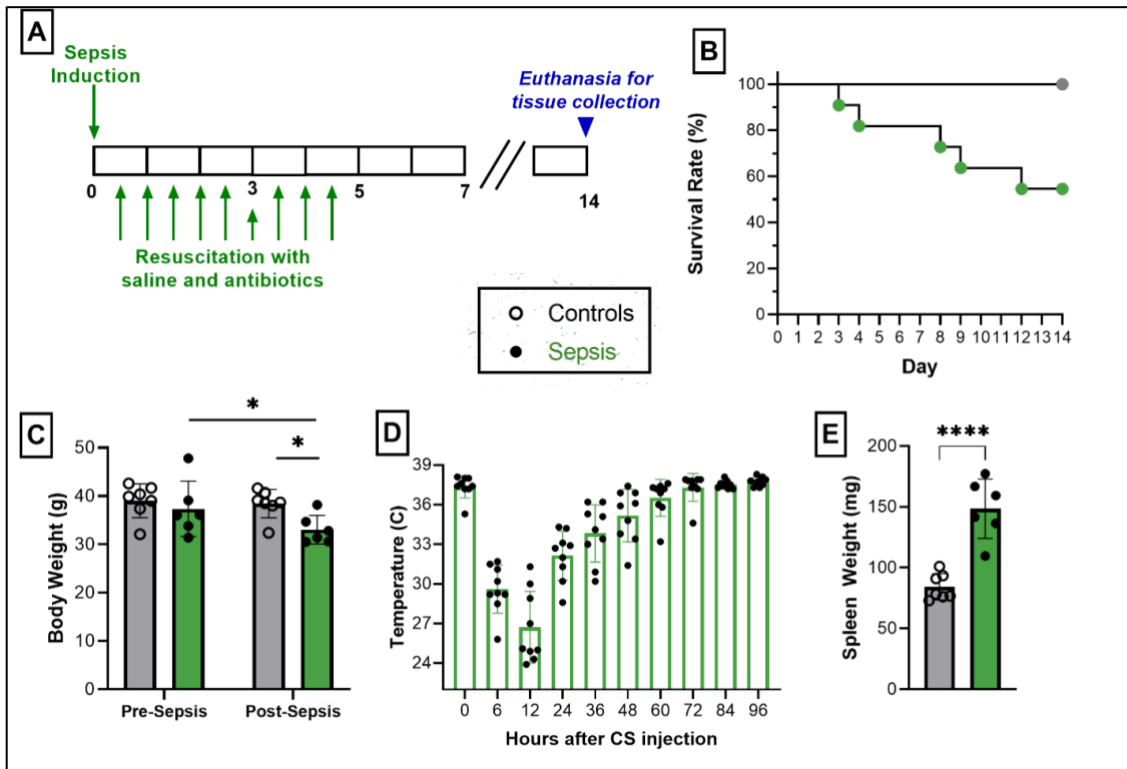 A
Sepsis
Induction
Euthanasia for
tissue collection
0
3
5
7
14
Resuscitation with
saline and antibiotics
Controls
Sepsis
B
Survival Rate (%)
100
80
60
40
20
0
0 1 2 3 4 5 6 7 8 9 10 11 12 13 14
Day
C
Body Weight (g)
50
40
30
20
10
0
*
*
Pre-Sepsis
Post-Sepsis
D
Temperature (C)
39
36
33
30
27
24
0 6 12 24 36 48 60 72 84 96
Hours after CS injection
E
Spleen Weight (mg)
200
150
100
50
0
****